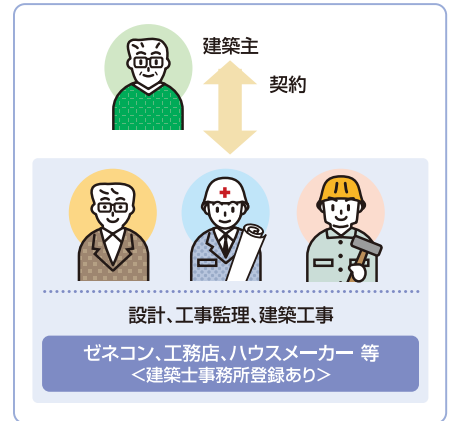 建築主
契約
設計、工事監理、建築工事
ゼネコン、工務店、ハウスメーカー 等
＜建築士事務所登録あり＞